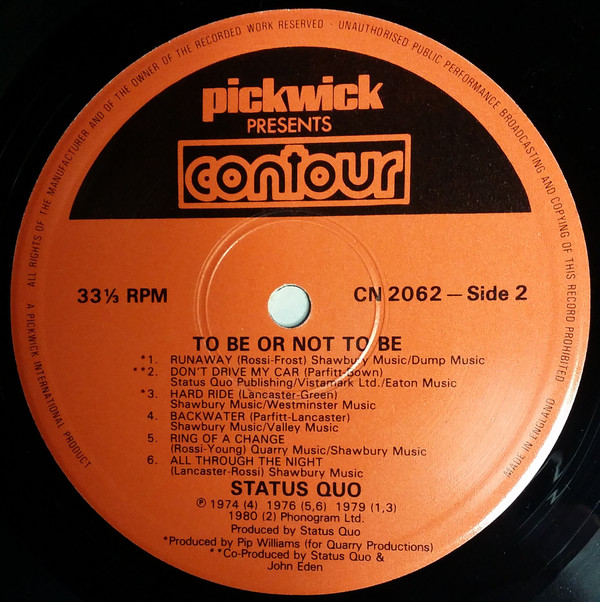 ALL RIGHTS OF THE MANUFACTURER AND OF THE OWNER OF THE RECORDED WORK RESERVED · UNAUTHORISED PUBLIC PERFORMANCE BROADCASTING AND COPYING OF THIS RECORD PROHIBITED
pickwick
PRESENTS
contour
33⅓ RPM
CN 2062 — Side 2
TO BE OR NOT TO BE
*1. RUNAWAY (Rossi-Frost) Shawbury Music/Dump Music
**2. DON'T DRIVE MY CAR (Parfitt-Bown)
Status Quo Publishing/Vistamark Ltd./Eaton Music
*3. HARD RIDE (Lancaster-Green)
Shawbury Music/Westminster Music
4. BACKWATER (Parfitt-Lancaster)
Shawbury Music/Valley Music
5. RING OF A CHANGE
(Rossi-Young) Quarry Music/Shawbury Music
6. ALL THROUGH THE NIGHT
(Lancaster-Rossi) Shawbury Music
STATUS QUO
℗ 1974 (4) 1976 (5,6) 1979 (1,3)
1980 (2) Phonogram Ltd.
Produced by Status Quo
*Produced by Pip Williams (for Quarry Productions)
**Co-Produced by Status Quo &
John Eden
A PICKWICK INTERNATIONAL PRODUCT
MADE IN ENGLAND